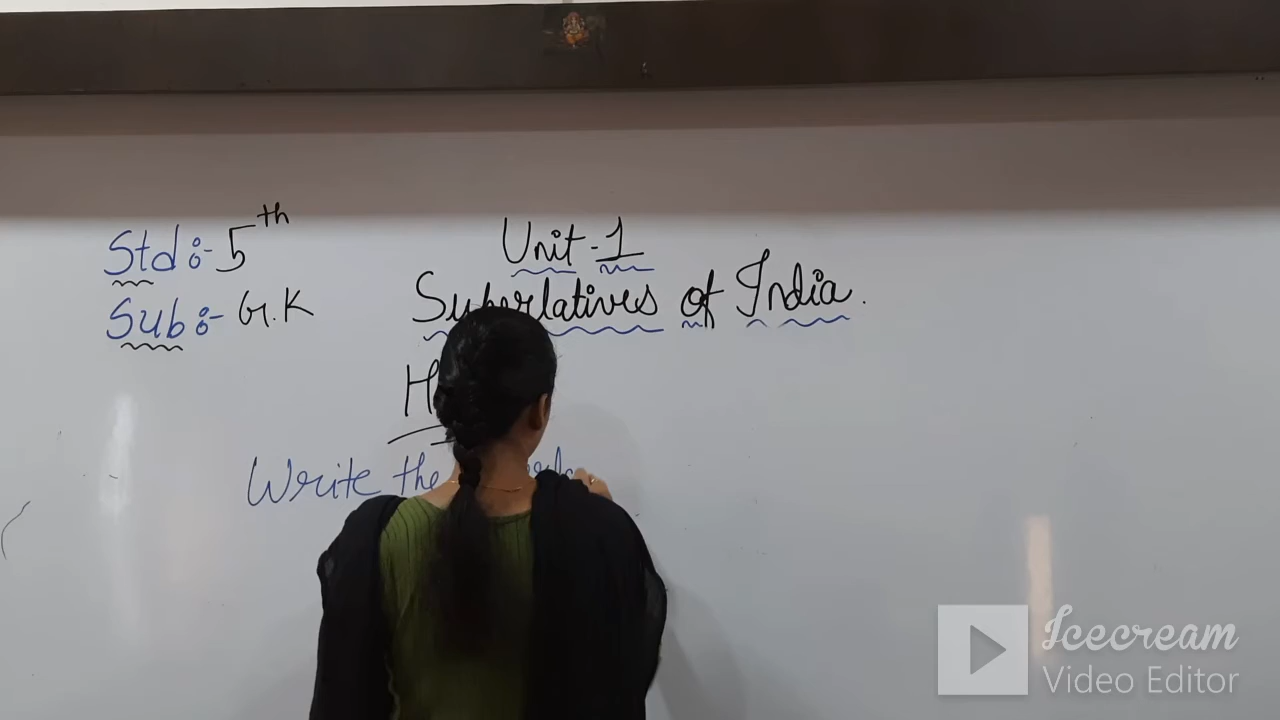 Std:- 5th
Sub:- G.K
Unit-1
Superlatives of India.
Write the
Icecream
Video Editor